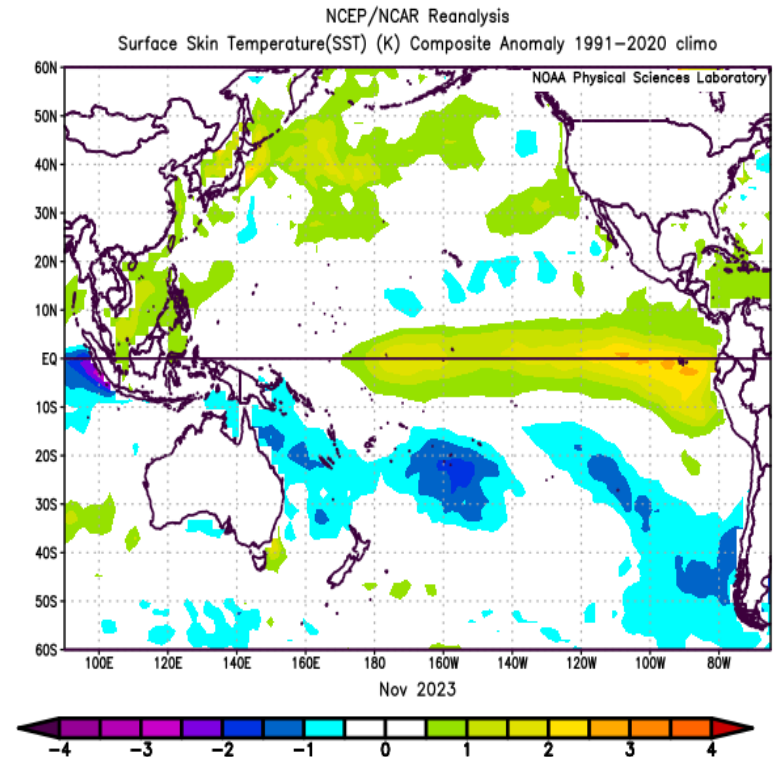 NCEP/NCAR Reanalysis
Surface Skin Temperature(SST) (K) Composite Anomaly 1991-2020 climo
NOAA Physical Sciences Laboratory
60N
50N
40N
30N
20N
10N
EQ
10S
20S
30S
40S
50S
60S
100E 120E 140E 160E 180 160W 140W 120W 100W 80W
Nov 2023
-4 -3 -2 -1 0 1 2 3 4